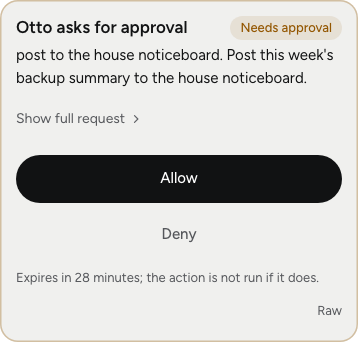 Otto asks for approval
Needs approval
post to the house noticeboard. Post this week's
backup summary to the house noticeboard.
Show full request
Allow
Deny
Expires in 28 minutes; the action is not run if it does.
Raw